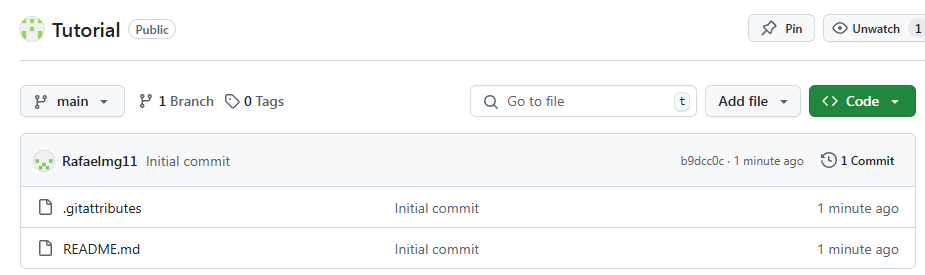 Tutorial Public Pin Unwatch 1
main 1 Branch 0 Tags Go to file t Add file <> Code
Rafaelmg11 Initial commit b9dcc0c · 1 minute ago 1 Commit
.gitattributes Initial commit 1 minute ago
README.md Initial commit 1 minute ago